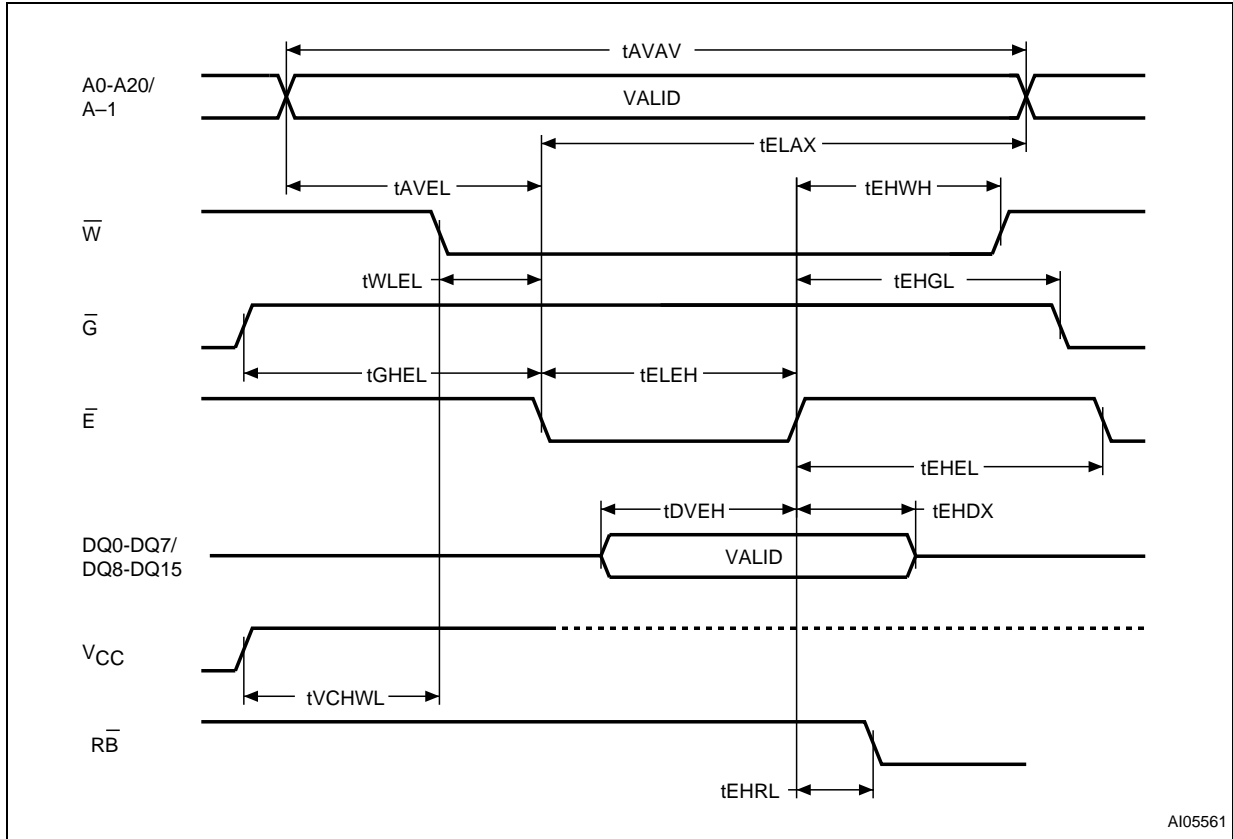 tAVAV
A0-A20/
A–1
VALID
tELAX
tAVEL
tEHWH
W̅
tWLEL
tEHGL
G̅
tGHEL
tELEH
E̅
tEHEL
tDVEH
tEHDX
DQ0-DQ7/
DQ8-DQ15
VALID
VCC
tVCHWL
RB̅
tEHRL
AI05561